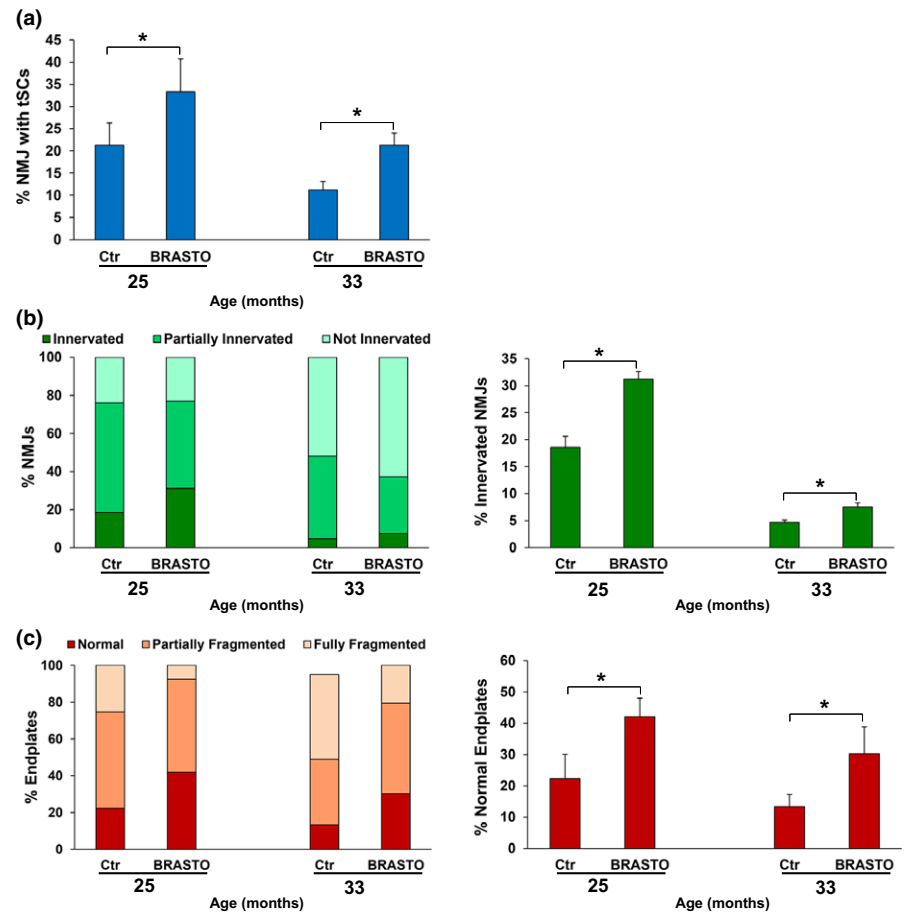 (a)
% NMJ with tSCs
45
40
35
30
25
20
15
10
5
0
*
*
Ctr BRASTO Ctr BRASTO
25 33
Age (months)
(b)
Innervated Partially Innervated Not Innervated
% NMJs
100
80
60
40
20
0
Ctr BRASTO Ctr BRASTO
25 33
Age (months)
% Innervated NMJs
35
30
25
20
15
10
5
0
*
*
Ctr BRASTO Ctr BRASTO
25 33
Age (months)
(c)
Normal Partially Fragmented Fully Fragmented
% Endplates
100
80
60
40
20
0
Ctr BRASTO Ctr BRASTO
25 33
Age (months)
% Normal Endplates
60
50
40
30
20
10
0
*
*
Ctr BRASTO Ctr BRASTO
25 33
Age (months)